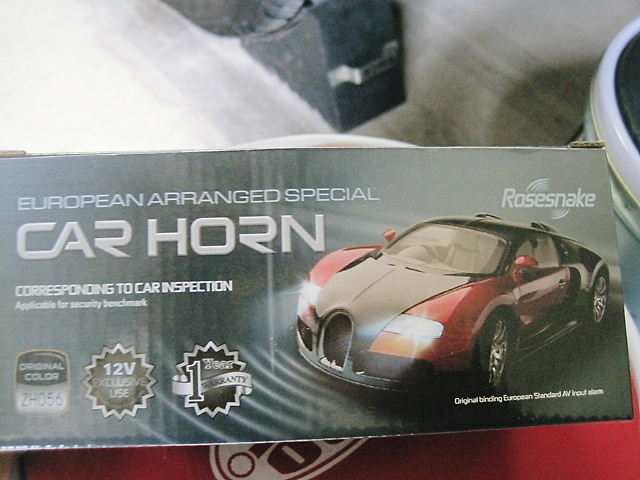 EUROPEAN ARRANGED SPECIAL
Rosesnake
CAR HORN
CORRESPONDING TO CAR INSPECTION
Applicable for security benchmark
ORIGINAL
COLOR
ZH056
12V
EXCLUSIVE
USE
1 Year
WARRANTY
Original binding European Standard AV input alarm